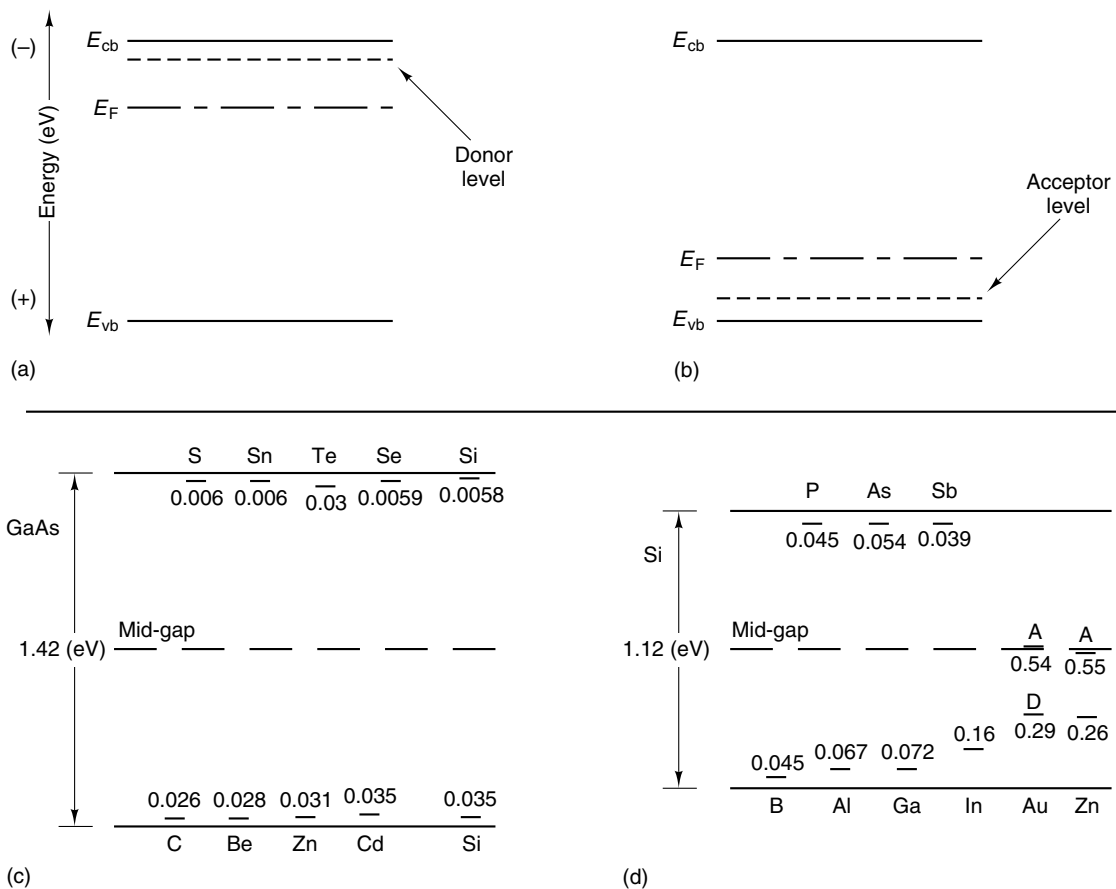 (–)
Energy (eV)
(+)
E_cb
E_F
E_vb
Donor
level
(a)
E_cb
Acceptor
level
E_F
E_vb
(b)
S Sn Te Se Si
0.006 0.006 0.03 0.0059 0.0058
GaAs
Mid-gap
1.42 (eV)
0.026 0.028 0.031 0.035 0.035
C Be Zn Cd Si
(c)
P As Sb
0.045 0.054 0.039
Si
Mid-gap
A A
1.12 (eV)
0.54 0.55
D
0.29 0.26
0.16
0.045 0.067 0.072
B Al Ga In Au Zn
(d)